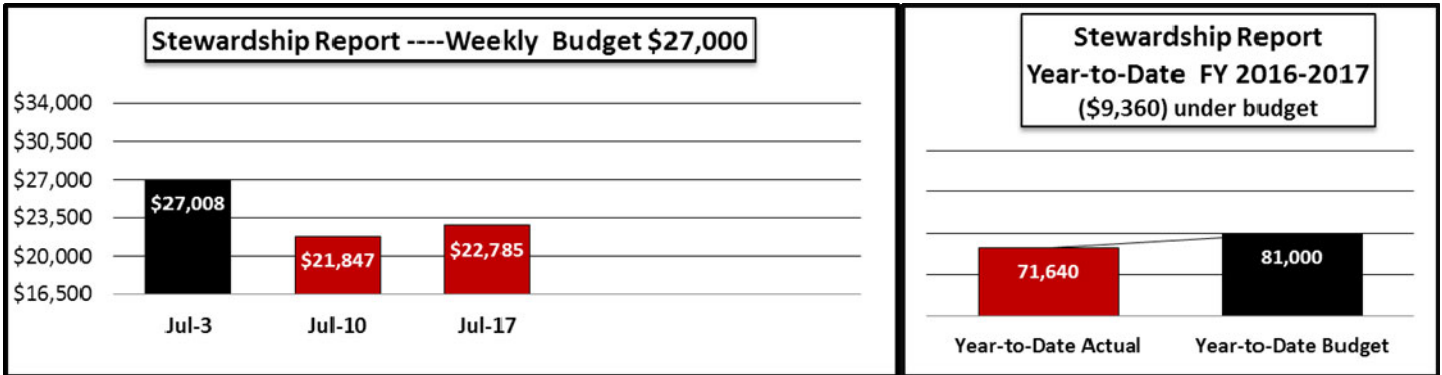 Stewardship Report ----Weekly Budget $27,000
$34,000
$30,500
$27,000
$23,500
$20,000
$16,500
$27,008
$21,847
$22,785
Jul-3 Jul-10 Jul-17
Stewardship Report
Year-to-Date FY 2016-2017
($9,360) under budget
71,640
81,000
Year-to-Date Actual Year-to-Date Budget